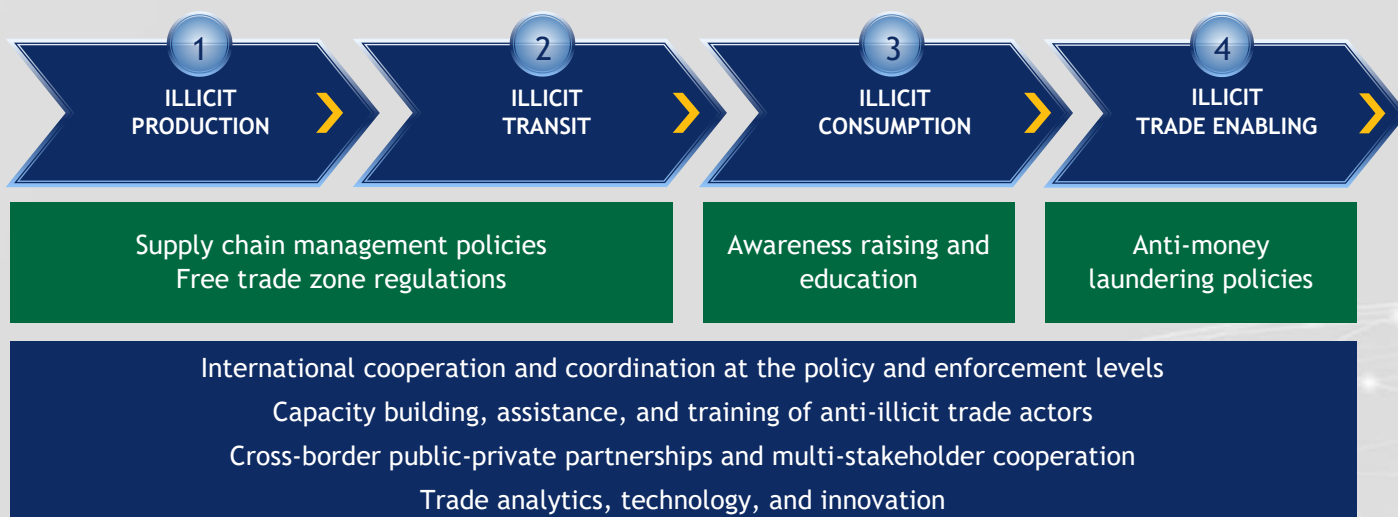 1
ILLICIT
PRODUCTION
2
ILLICIT
TRANSIT
3
ILLICIT
CONSUMPTION
4
ILLICIT
TRADE ENABLING
Supply chain management policies
Free trade zone regulations
Awareness raising and
education
Anti-money
laundering policies
International cooperation and coordination at the policy and enforcement levels
Capacity building, assistance, and training of anti-illicit trade actors
Cross-border public-private partnerships and multi-stakeholder cooperation
Trade analytics, technology, and innovation